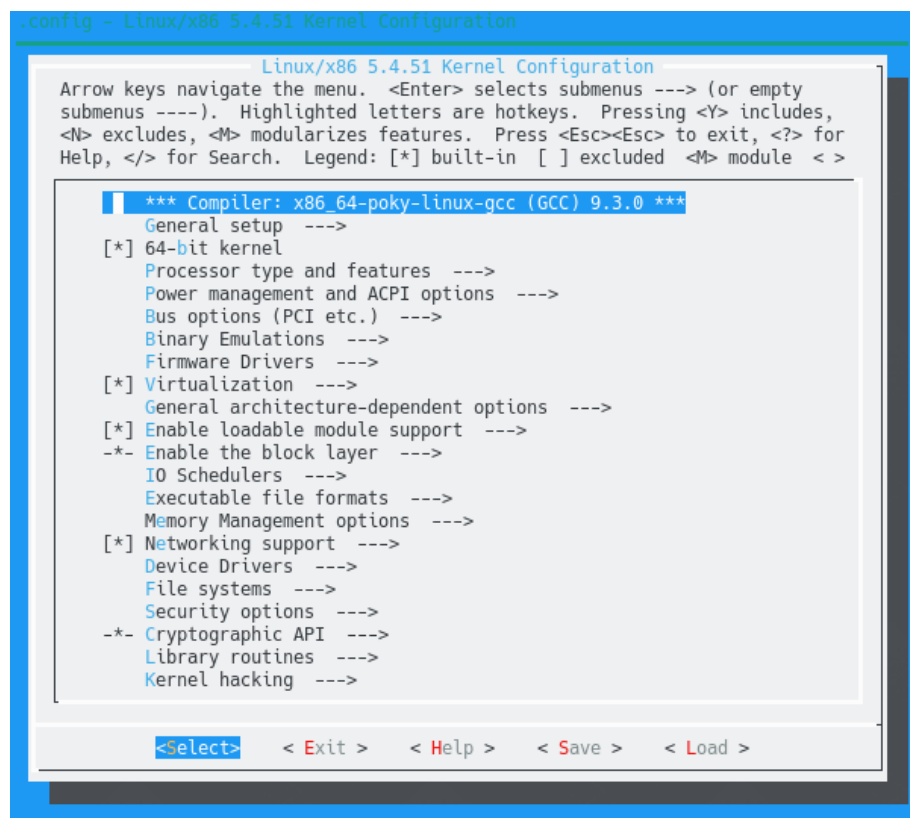 .config - Linux/x86 5.4.51 Kernel Configuration
Linux/x86 5.4.51 Kernel Configuration
Arrow keys navigate the menu.  <Enter> selects submenus ---> (or empty
submenus ----).  Highlighted letters are hotkeys.  Pressing <Y> includes,
<N> excludes, <M> modularizes features.  Press <Esc><Esc> to exit, <?> for
Help, </> for Search.  Legend: [*] built-in  [ ] excluded  <M> module  < >
*** Compiler: x86_64-poky-linux-gcc (GCC) 9.3.0 ***
General setup  --->
[*] 64-bit kernel
Processor type and features  --->
Power management and ACPI options  --->
Bus options (PCI etc.)  --->
Binary Emulations  --->
Firmware Drivers  --->
[*] Virtualization  --->
General architecture-dependent options  --->
[*] Enable loadable module support  --->
-*- Enable the block layer  --->
IO Schedulers  --->
Executable file formats  --->
Memory Management options  --->
[*] Networking support  --->
Device Drivers  --->
File systems  --->
Security options  --->
-*- Cryptographic API  --->
Library routines  --->
Kernel hacking  --->
<Select>    < Exit >    < Help >    < Save >    < Load >